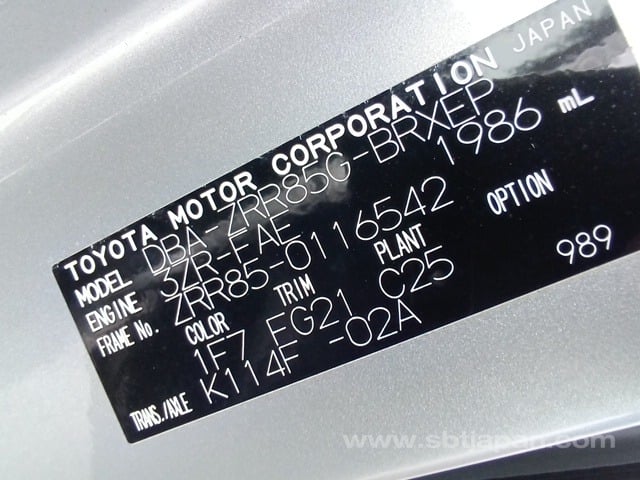 TOYOTA MOTOR CORPORATION JAPAN
MODEL DBA-ZRR85G-BRXEP
ENGINE 3ZR-FAE 1986 mL
FRAME No. ZRR85-0116542
COLOR TRIM PLANT OPTION
1F7 FG21 C25 989
TRANS./AXLE K114F -02A
www.sbtjapan.com